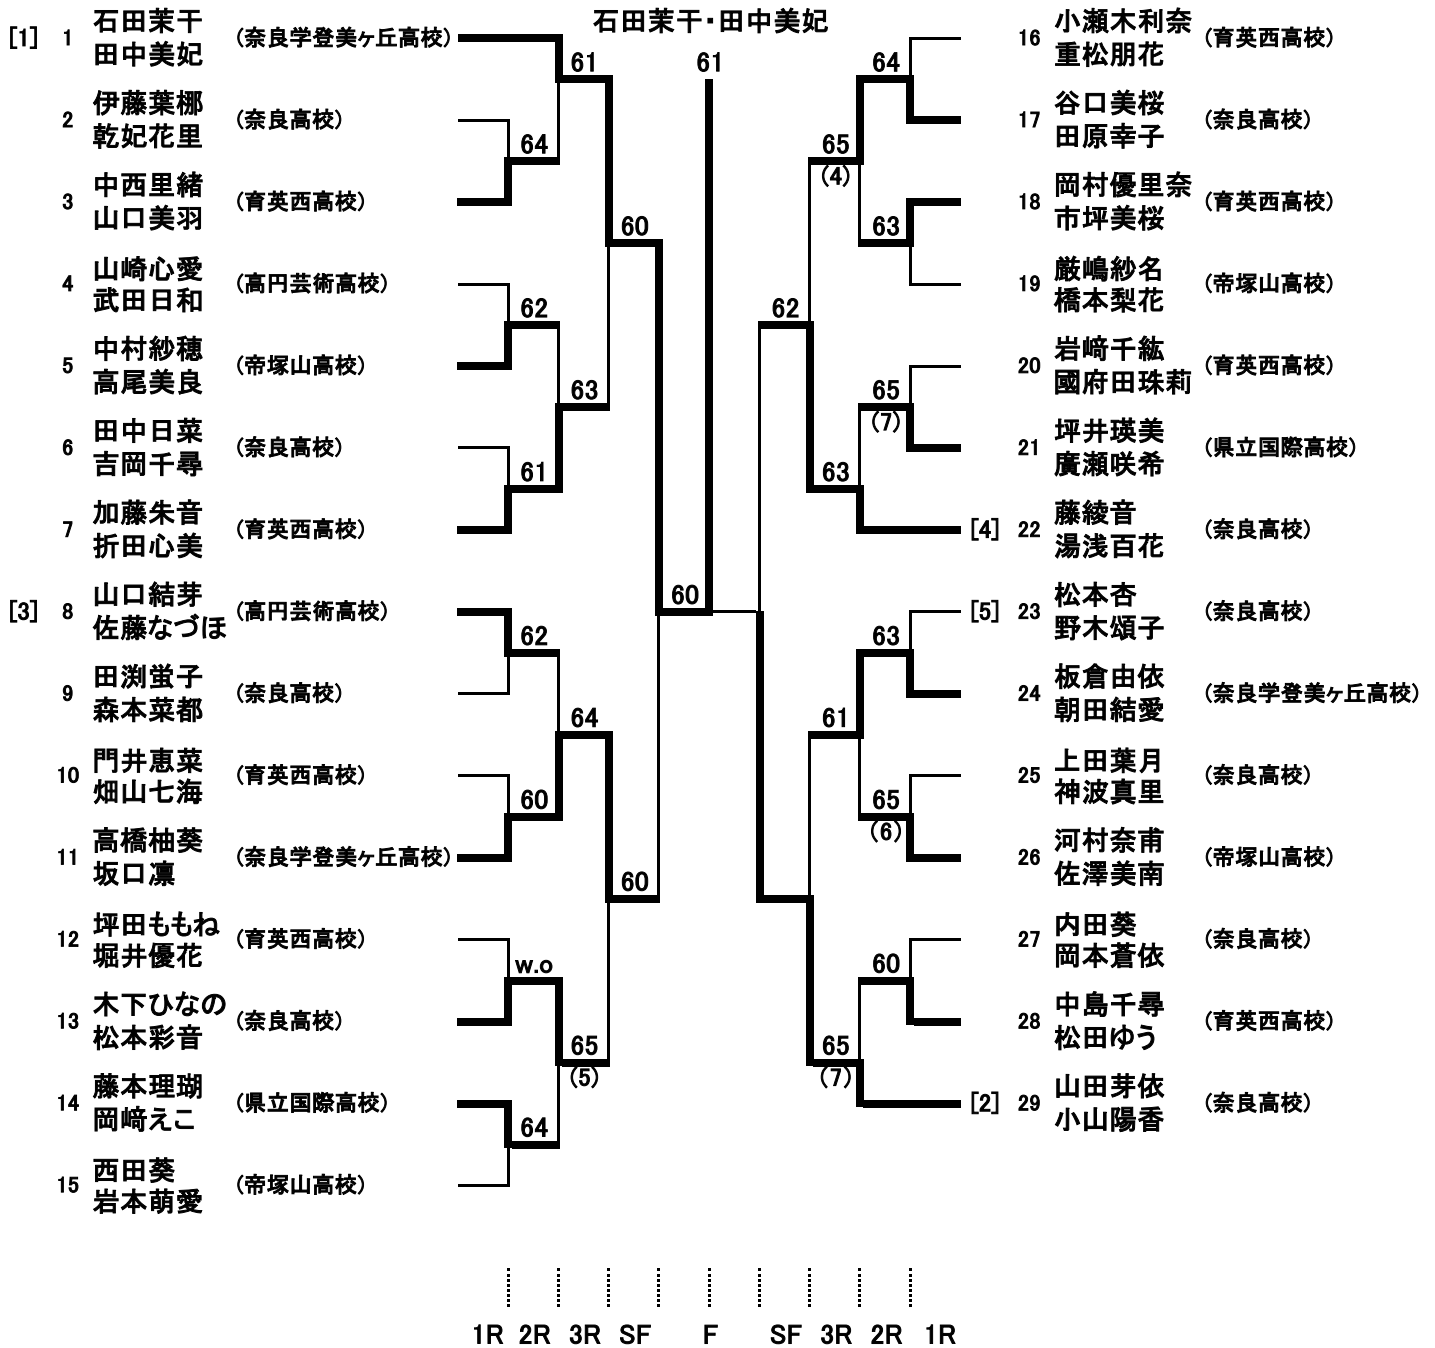 石田茉干・田中美妃
61
[1] 1 石田茉干 (奈良学登美ヶ丘高校)
田中美妃
2 伊藤葉梛 (奈良高校)
乾妃花里
3 中西里緒 (育英西高校)
山口美羽
4 山崎心愛 (高円芸術高校)
武田日和
5 中村紗穂 (帝塚山高校)
高尾美良
6 田中日菜 (奈良高校)
吉岡千尋
7 加藤朱音 (育英西高校)
折田心美
[3] 8 山口結芽 (高円芸術高校)
佐藤なづほ
9 田渕蛍子 (奈良高校)
森本菜都
10 門井恵菜 (育英西高校)
畑山七海
11 高橋柚葵 (奈良学登美ヶ丘高校)
坂口凛
12 坪田ももね (育英西高校)
堀井優花
13 木下ひなの (奈良高校)
松本彩音
14 藤本理瑚 (県立国際高校)
岡﨑えこ
15 西田葵 (帝塚山高校)
岩本萌愛
64
62
61
62
60
w.o
64
61
63
64
65
(5)
60
60
60
62
65
(4)
63
61
65
(7)
64
63
65
(7)
63
65
(6)
60
16 小瀬木利奈 (育英西高校)
重松朋花
17 谷口美桜 (奈良高校)
田原幸子
18 岡村優里奈 (育英西高校)
市坪美桜
19 厳嶋紗名 (帝塚山高校)
橋本梨花
20 岩﨑千紘 (育英西高校)
國府田珠莉
21 坪井瑛美 (県立国際高校)
廣瀬咲希
[4] 22 藤綾音 (奈良高校)
湯浅百花
[5] 23 松本杏 (奈良高校)
野木頌子
24 板倉由依 (奈良学登美ヶ丘高校)
朝田結愛
25 上田葉月 (奈良高校)
神波真里
26 河村奈甫 (帝塚山高校)
佐澤美南
27 内田葵 (奈良高校)
岡本蒼依
28 中島千尋 (育英西高校)
松田ゆう
[2] 29 山田芽依 (奈良高校)
小山陽香
1R 2R 3R SF F SF 3R 2R 1R